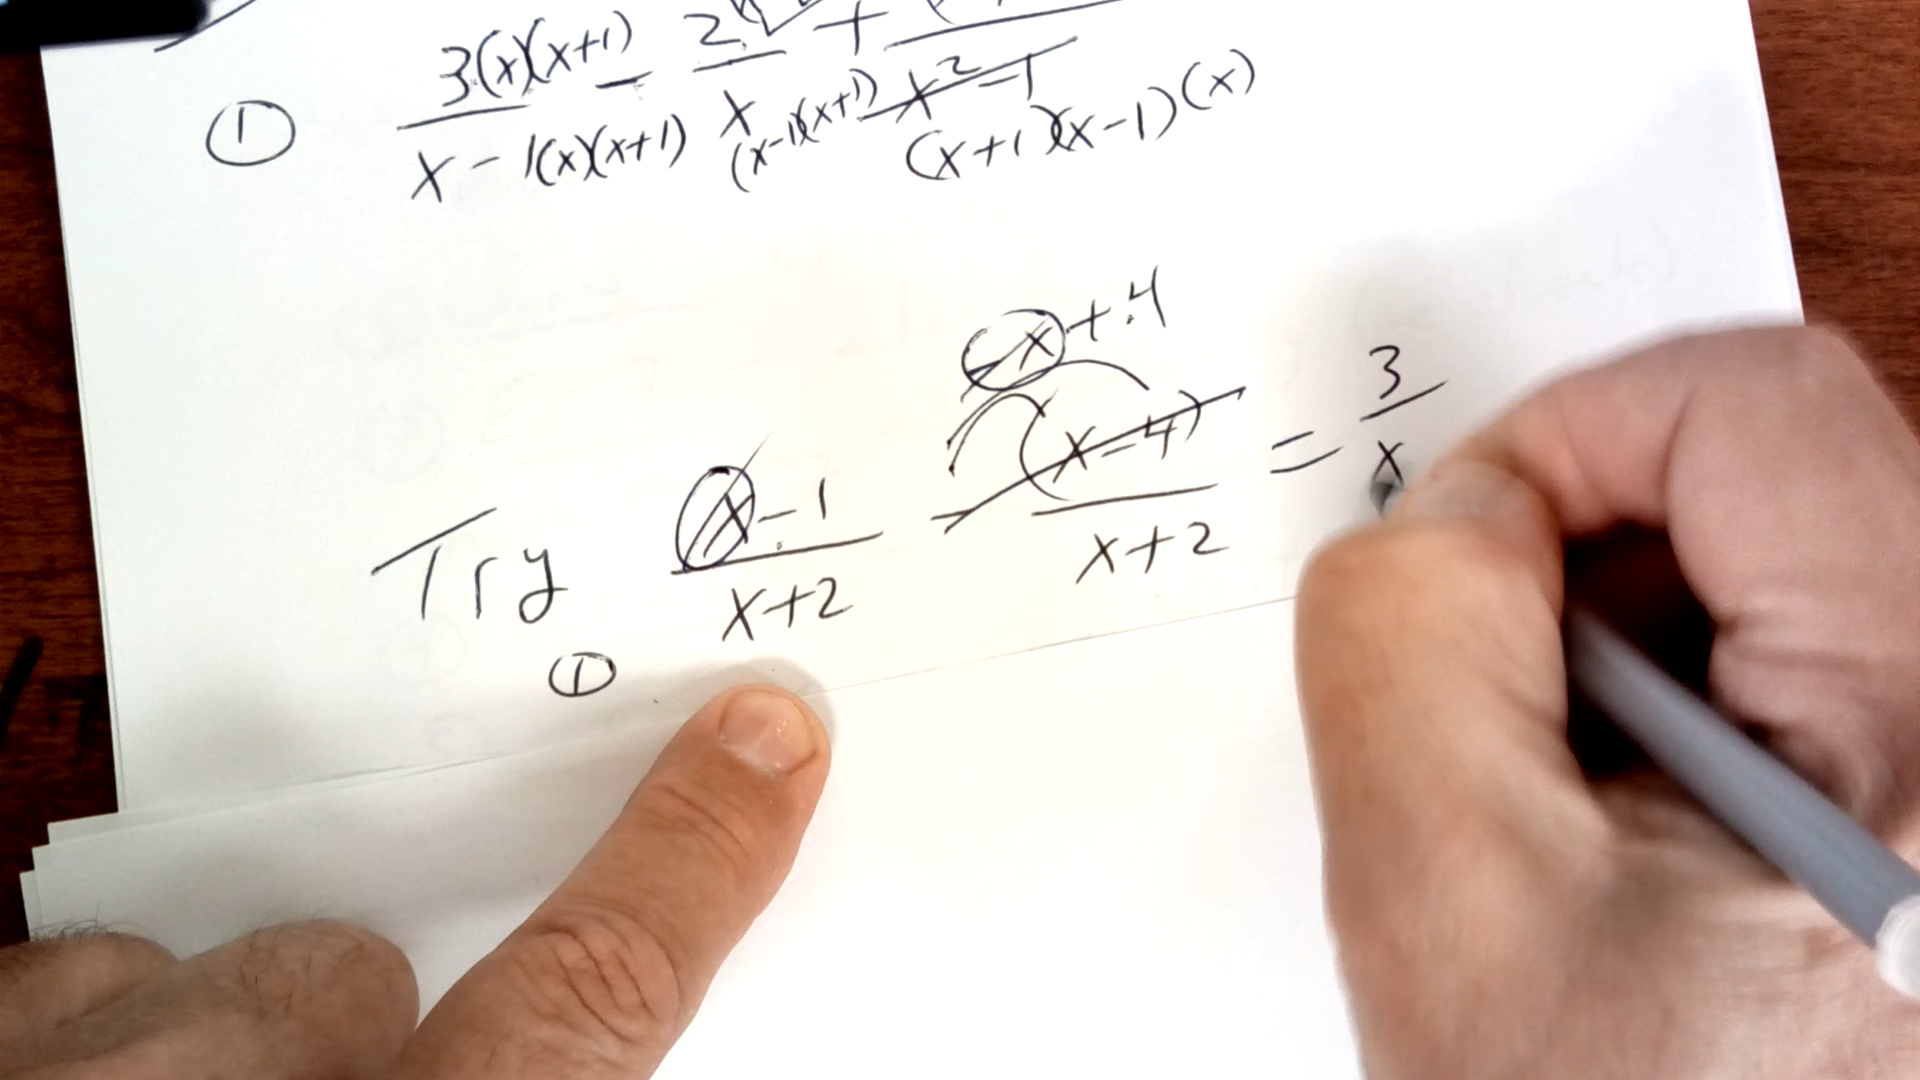 3(x)(x+1) - 2 +
① x - 1(x)(x+1) x (x-1)(x+1) x² - 1
(x+1)(x-1)(x)
-x + 4
Try x - 1 - (x - 4) = 3
x + 2 x + 2 x
①